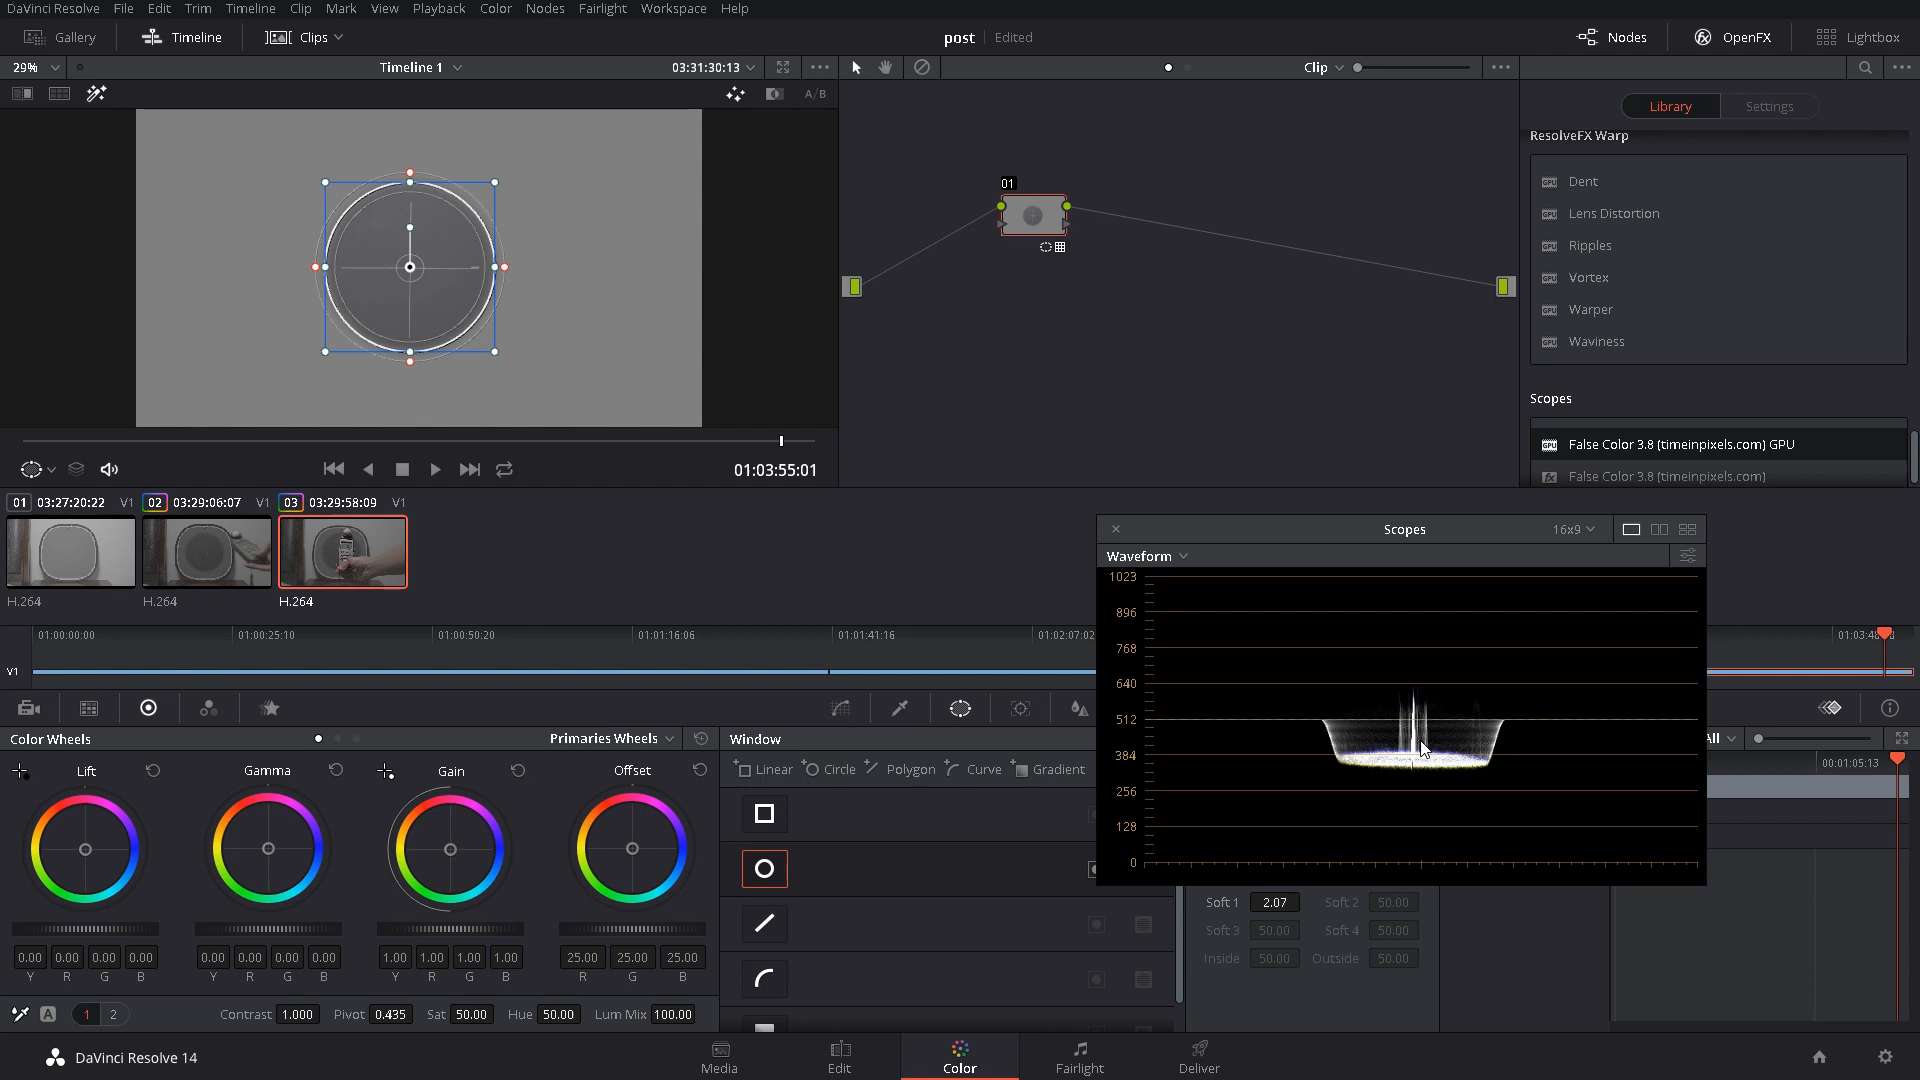 DaVinci Resolve File Edit Trim Timeline Clip Mark View Playback Color Nodes Fairlight Workspace Help
Gallery Timeline Clips post Edited Nodes OpenFX Lightbox
29% Timeline 1 03:31:30:13 Clip
A/B
Library Settings
ResolveFX Warp
Dent
Lens Distortion
Ripples
Vortex
Warper
Waviness
01
Scopes
False Color 3.8 (timeinpixels.com) GPU
False Color 3.8 (timeinpixels.com)
01:03:55:01
01 03:27:20:22 V1 02 03:29:06:07 V1 03 03:29:58:09 V1
H.264 H.264 H.264
Scopes 16x9
Waveform
1023
896
768
640
512
384
256
128
0
01:00:00:00 01:00:25:10 01:00:50:20 01:01:16:06 01:01:41:16 01:02:07:02
V1
Color Wheels Primaries Wheels Window All
Lift Gamma Gain Offset Linear Circle Polygon Curve Gradient 00:01:05:13
0.00 0.00 0.00 0.00 0.00 0.00 0.00 0.00 1.00 1.00 1.00 1.00 25.00 25.00 25.00
Y R G B Y R G B Y R G B R G B
Soft 1 2.07 Soft 2 50.00
Soft 3 50.00 Soft 4 50.00
Inside 50.00 Outside 50.00
A 1 2 Contrast 1.000 Pivot 0.435 Sat 50.00 Hue 50.00 Lum Mix 100.00
DaVinci Resolve 14 Media Edit Color Fairlight Deliver